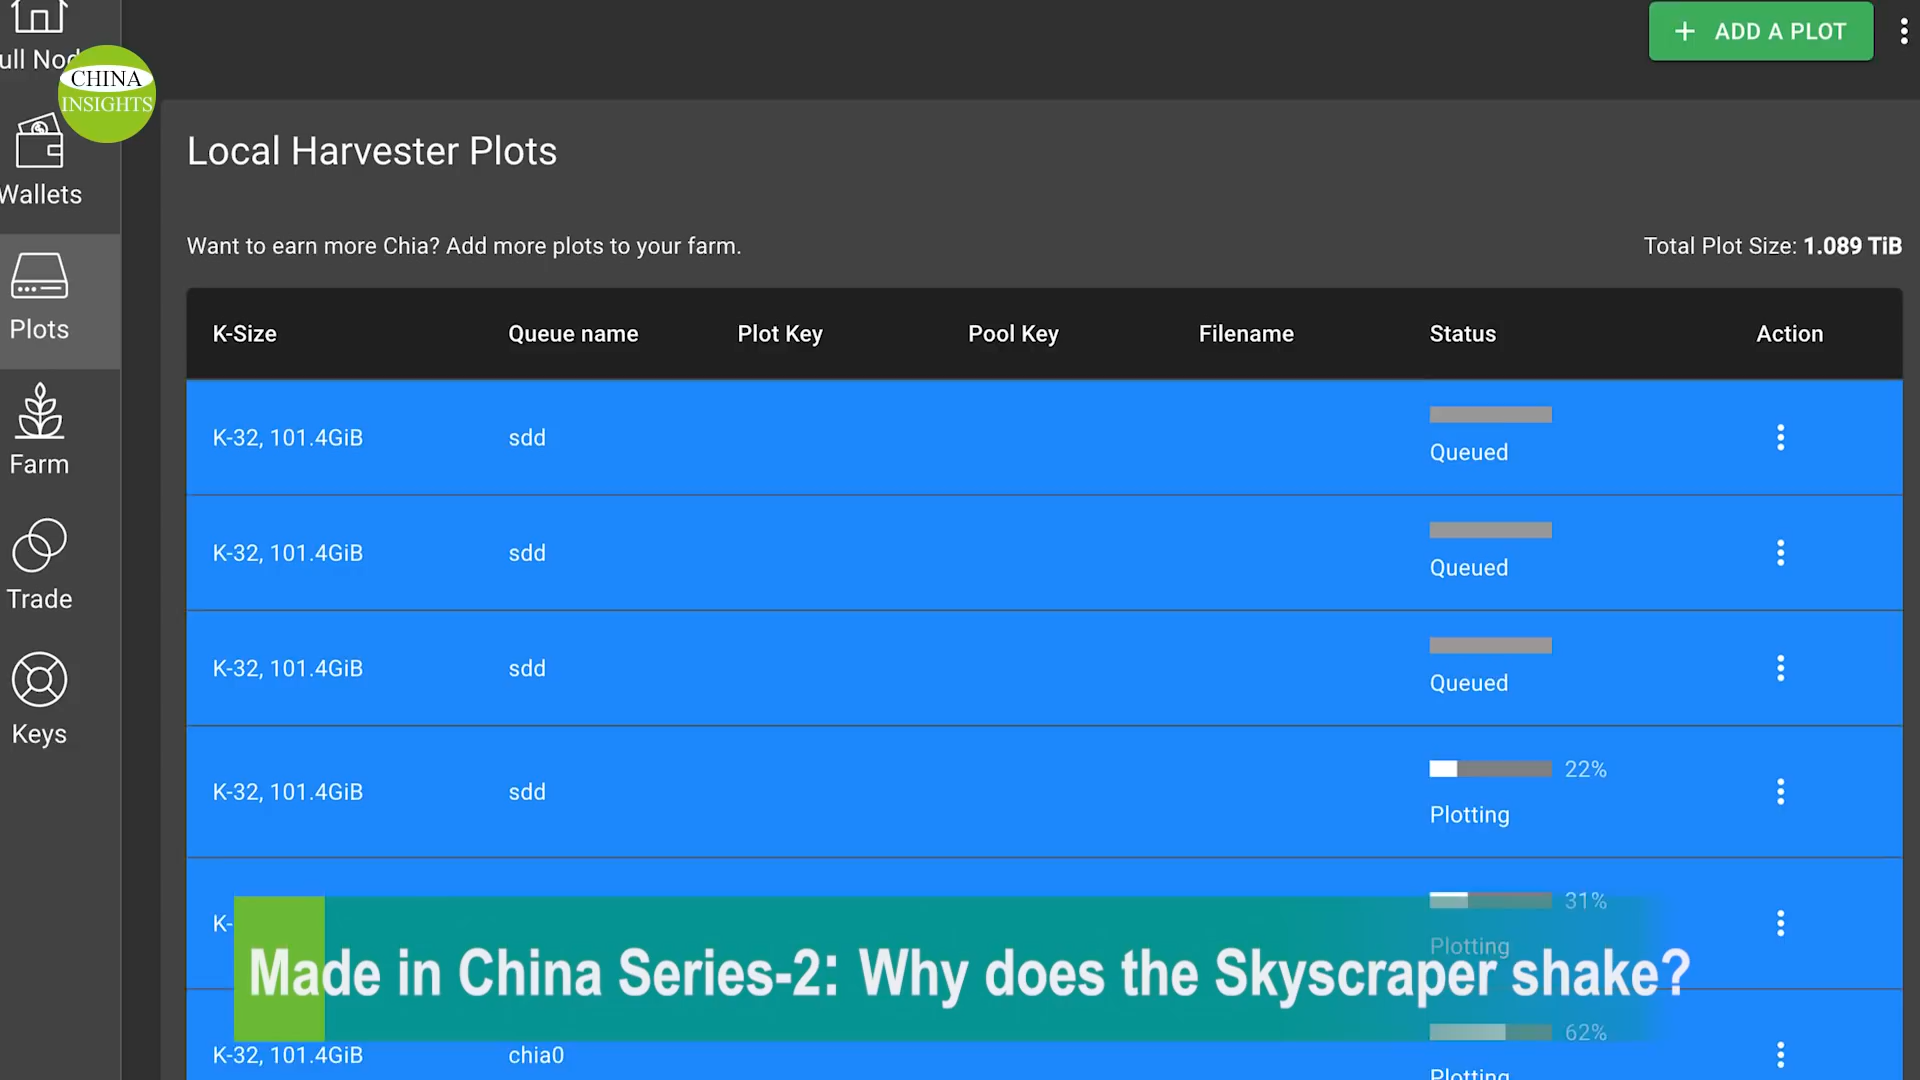 ADD A PLOT
ull Nod
CHINA
INSIGHTS
Wallets
Plots
Farm
Trade
Keys
Local Harvester Plots
Want to earn more Chia? Add more plots to your farm.
Total Plot Size: 1.089 TiB
K-Size Queue name Plot Key Pool Key Filename Status Action
K-32, 101.4GiB sdd Queued
K-32, 101.4GiB sdd Queued
K-32, 101.4GiB sdd Queued
K-32, 101.4GiB sdd 22%
Plotting
K- 31%
Plotting
Made in China Series-2: Why does the Skyscraper shake?
K-32, 101.4GiB chia0 62%
Plotting